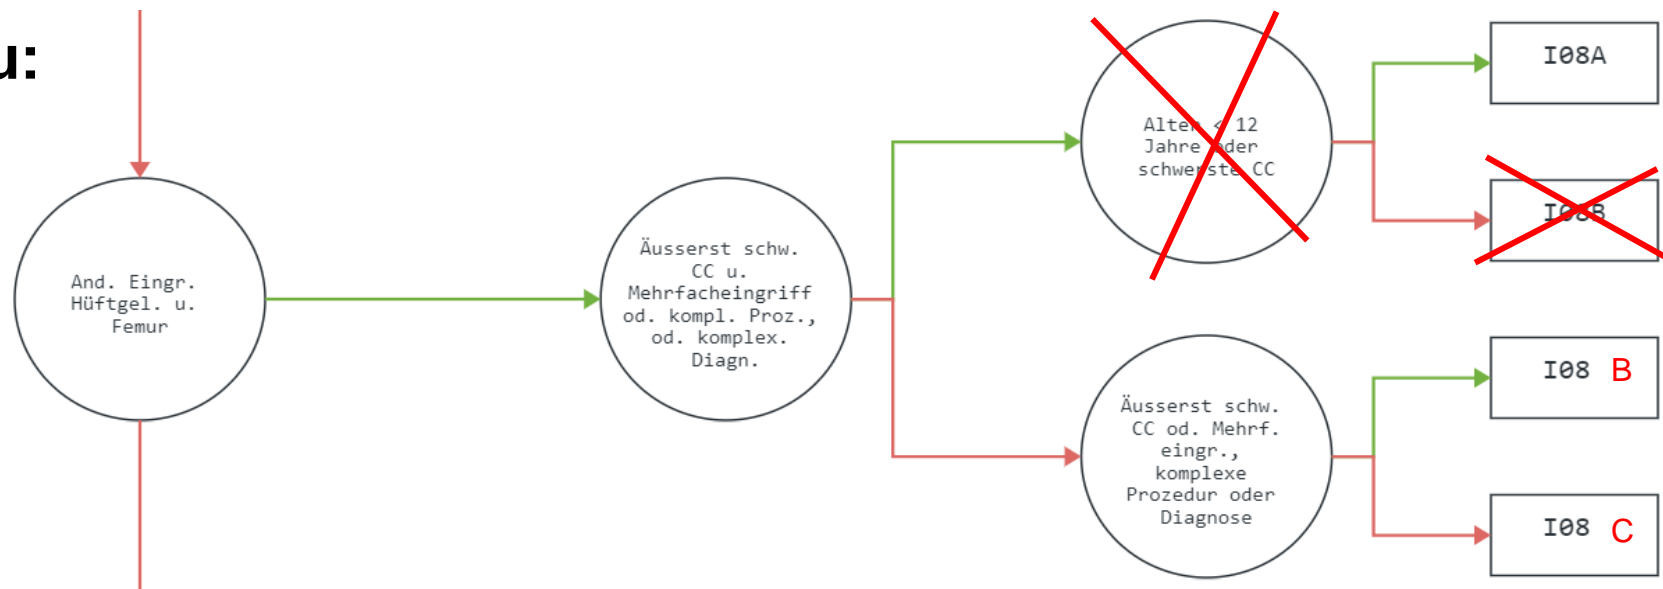 u:
And. Eingr.
Hüftgel. u.
Femur
Äusserst schw.
CC u.
Mehrfacheingriff
od. kompl. Proz.,
od. komplex.
Diagn.
Alter < 12
Jahre oder
schwerste CC
I08A
I08B
Äusserst schw.
CC od. Mehrf.
eingr.,
komplexe
Prozedur oder
Diagnose
I08 B
I08 C